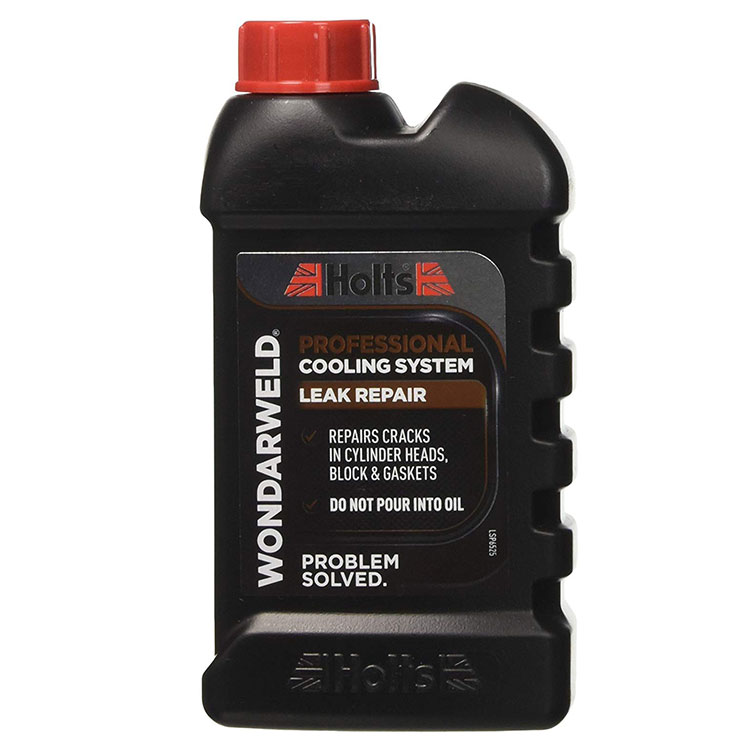 Holts
WONDARWELD®
PROFESSIONAL
COOLING SYSTEM
LEAK REPAIR
REPAIRS CRACKS
IN CYLINDER HEADS,
BLOCK & GASKETS
DO NOT POUR INTO OIL
LSP6525
PROBLEM
SOLVED.
Holts